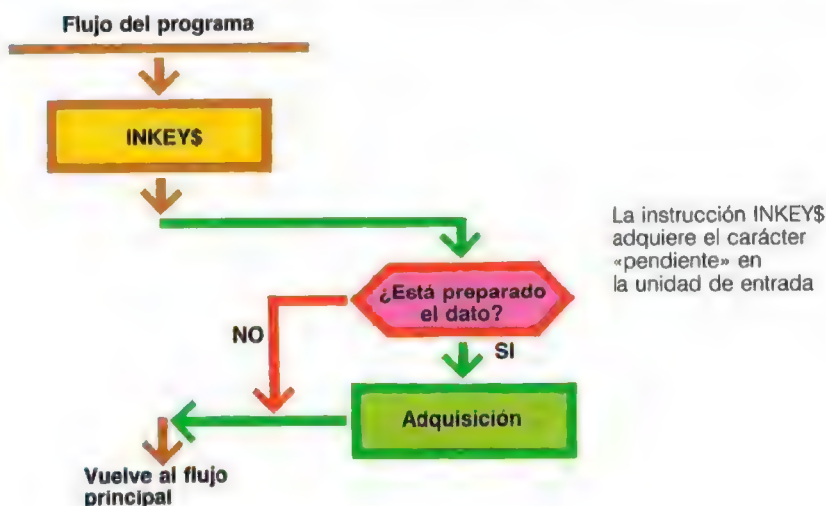 Flujo del programa
INKEY$
La instrucción INKEY$
adquiere el carácter
«pendiente» en
la unidad de entrada
¿Está preparado
el dato?
NO
SI
Adquisición
Vuelve al flujo
principal